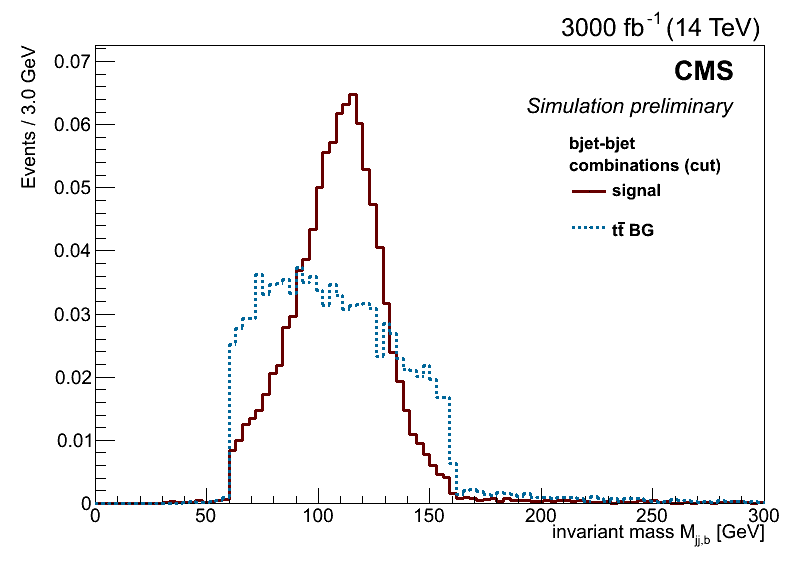 3000 fb⁻¹ (14 TeV)
CMS
Simulation preliminary
bjet-bjet
combinations (cut)
signal
tt̄ BG
Events / 3.0 GeV
0.07
0.06
0.05
0.04
0.03
0.02
0.01
0
0 50 100 150 200 250 300
invariant mass M_jj,b [GeV]